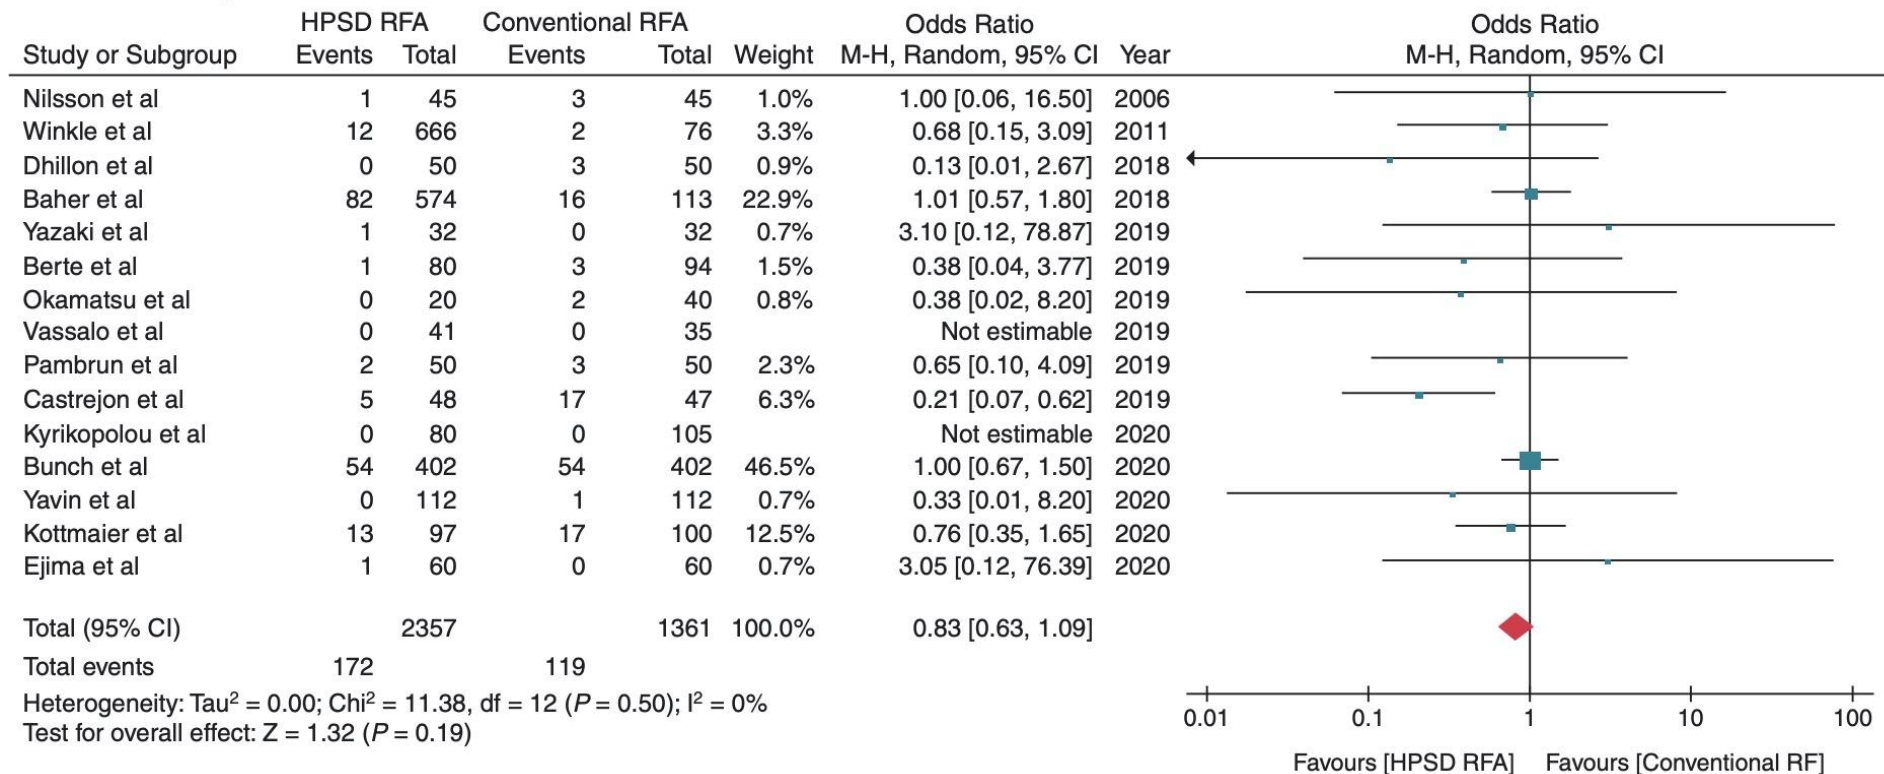 HPSD RFA Conventional RFA Odds Ratio Odds Ratio
Study or Subgroup Events Total Events Total Weight M-H, Random, 95% CI Year M-H, Random, 95% CI
Nilsson et al 1 45 3 45 1.0% 1.00 [0.06, 16.50] 2006
Winkle et al 12 666 2 76 3.3% 0.68 [0.15, 3.09] 2011
Dhillon et al 0 50 3 50 0.9% 0.13 [0.01, 2.67] 2018
Baher et al 82 574 16 113 22.9% 1.01 [0.57, 1.80] 2018
Yazaki et al 1 32 0 32 0.7% 3.10 [0.12, 78.87] 2019
Berte et al 1 80 3 94 1.5% 0.38 [0.04, 3.77] 2019
Okamatsu et al 0 20 2 40 0.8% 0.38 [0.02, 8.20] 2019
Vassalo et al 0 41 0 35 Not estimable 2019
Pambrun et al 2 50 3 50 2.3% 0.65 [0.10, 4.09] 2019
Castrejon et al 5 48 17 47 6.3% 0.21 [0.07, 0.62] 2019
Kyrikopolou et al 0 80 0 105 Not estimable 2020
Bunch et al 54 402 54 402 46.5% 1.00 [0.67, 1.50] 2020
Yavin et al 0 112 1 112 0.7% 0.33 [0.01, 8.20] 2020
Kottmaier et al 13 97 17 100 12.5% 0.76 [0.35, 1.65] 2020
Ejima et al 1 60 0 60 0.7% 3.05 [0.12, 76.39] 2020
Total (95% CI) 2357 1361 100.0% 0.83 [0.63, 1.09]
Total events 172 119
Heterogeneity: Tau² = 0.00; Chi² = 11.38, df = 12 (P = 0.50); I² = 0%
Test for overall effect: Z = 1.32 (P = 0.19)
0.01 0.1 1 10 100
Favours [HPSD RFA] Favours [Conventional RF]